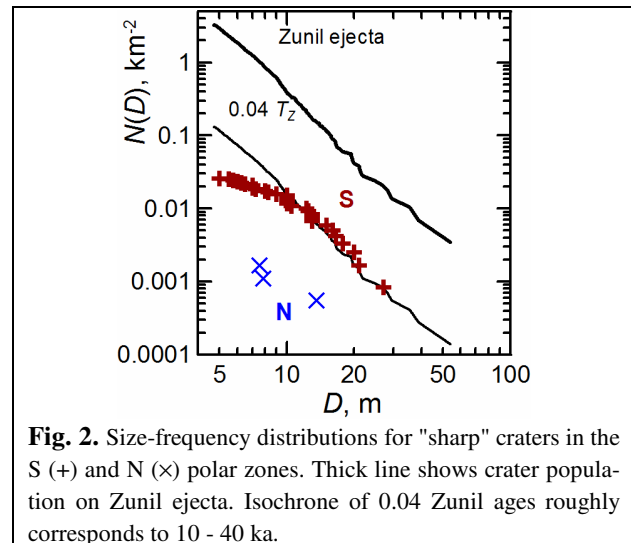 Zunil ejecta
N(D), km-2
1
0.1
0.01
0.001
0.0001
0.04 TZ
S
N
5 10 20 50 100
D, m
Fig. 2. Size-frequency distributions for "sharp" craters in the
S (+) and N (×) polar zones. Thick line shows crater popula-
tion on Zunil ejecta. Isochrone of 0.04 Zunil ages roughly
corresponds to 10 - 40 ka.